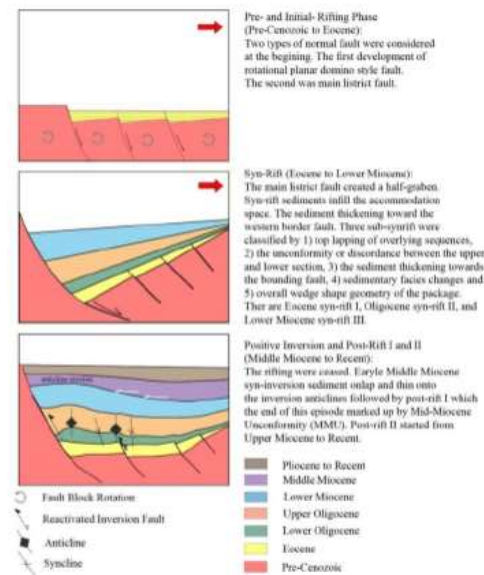 Pre- and Initial- Rifting Phase
(Pre-Cenozoic to Eocene):
Two types of normal fault were considered
at the begining. The first development of
rotational planar domino style fault.
The second was main listrict fault.
Syn-Rift (Eocene to Lower Miocene):
The main listrict fault created a half-graben.
Syn-rift sediments infill the accommodation
space. The sediment thickening toward the
western border fault. Three sub-synrift were
classified by 1) top lapping of overlying sequences,
2) the unconformity or discordance between the upper
and lower section, 3) the sediment thickening towards
the bounding fault, 4) sedimentary facies changes and
5) overall wedge shape geometry of the package.
Ther are Eocene syn-rift I, Oligocene syn-rift II, and
Lower Miocene syn-rift III.
Positive Inversion and Post-Rift I and II
(Middle Miocene to Recent):
The rifting were ceased. Earyle Middle Miocene
syn-inversion sediment onlap and thin onto
the inversion anticlines followed by post-rift I which
the end of this episode marked up by Mid-Miocene
Unconformity (MMU). Post-rift II started from
Upper Miocene to Recent.
Fault Block Rotation
Reactivated Inversion Fault
Anticline
Syncline
Pliocene to Recent
Middle Miocene
Lower Miocene
Upper Oligocene
Lower Oligocene
Eocene
Pre-Cenozoic